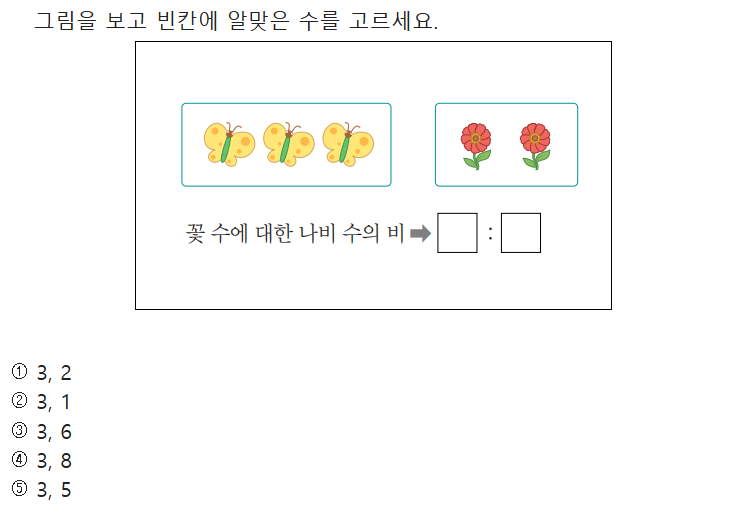 그림을 보고 빈칸에 알맞은 수를 고르세요.
꽃 수에 대한 나비 수의 비 ➡ □ : □
① 3, 2
② 3, 1
③ 3, 6
④ 3, 8
⑤ 3, 5